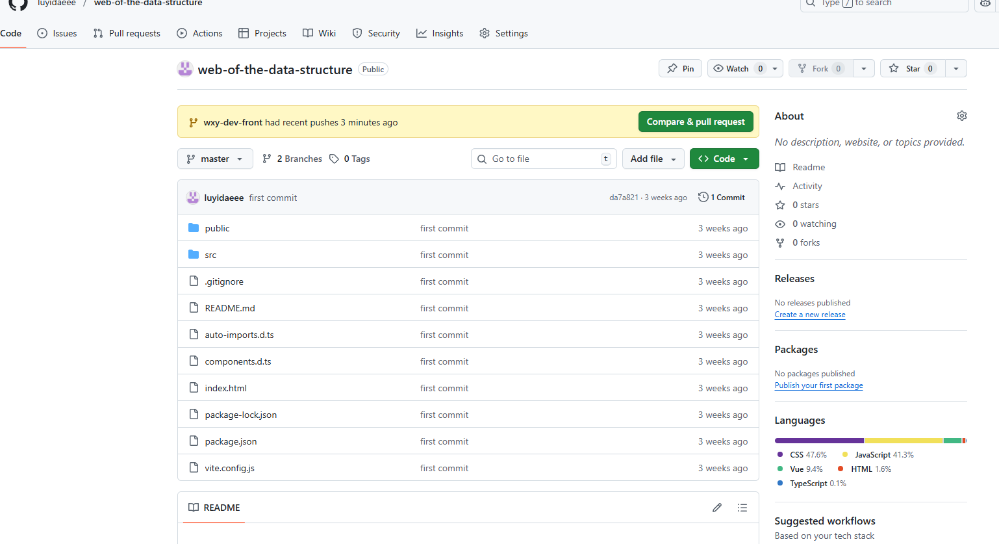 luyidaeee / web-of-the-data-structure
Type / to search
Code Issues Pull requests Actions Projects Wiki Security Insights Settings
web-of-the-data-structure Public
Pin Watch 0 Fork 0 Star 0
wxy-dev-front had recent pushes 3 minutes ago
Compare & pull request
master 2 Branches 0 Tags
Go to file t
Add file
<> Code
luyidaeee first commit da7a821 · 3 weeks ago 1 Commit
public first commit 3 weeks ago
src first commit 3 weeks ago
.gitignore first commit 3 weeks ago
README.md first commit 3 weeks ago
auto-imports.d.ts first commit 3 weeks ago
components.d.ts first commit 3 weeks ago
index.html first commit 3 weeks ago
package-lock.json first commit 3 weeks ago
package.json first commit 3 weeks ago
vite.config.js first commit 3 weeks ago
README
About
No description, website, or topics provided.
Readme
Activity
0 stars
0 watching
0 forks
Releases
No releases published
Create a new release
Packages
No packages published
Publish your first package
Languages
CSS 47.6% JavaScript 41.3%
Vue 9.4% HTML 1.6%
TypeScript 0.1%
Suggested workflows
Based on your tech stack